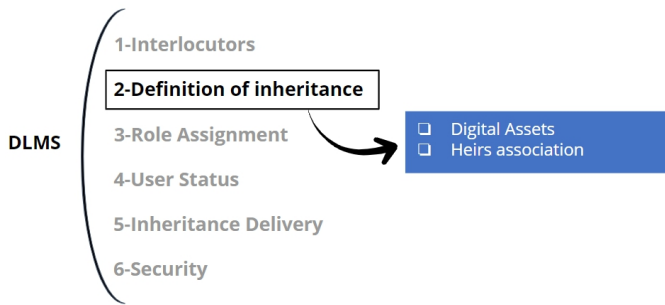 1-Interlocutors
2-Definition of inheritance
DLMS
3-Role Assignment
4-User Status
5-Inheritance Delivery
6-Security
❑ Digital Assets
❑ Heirs association